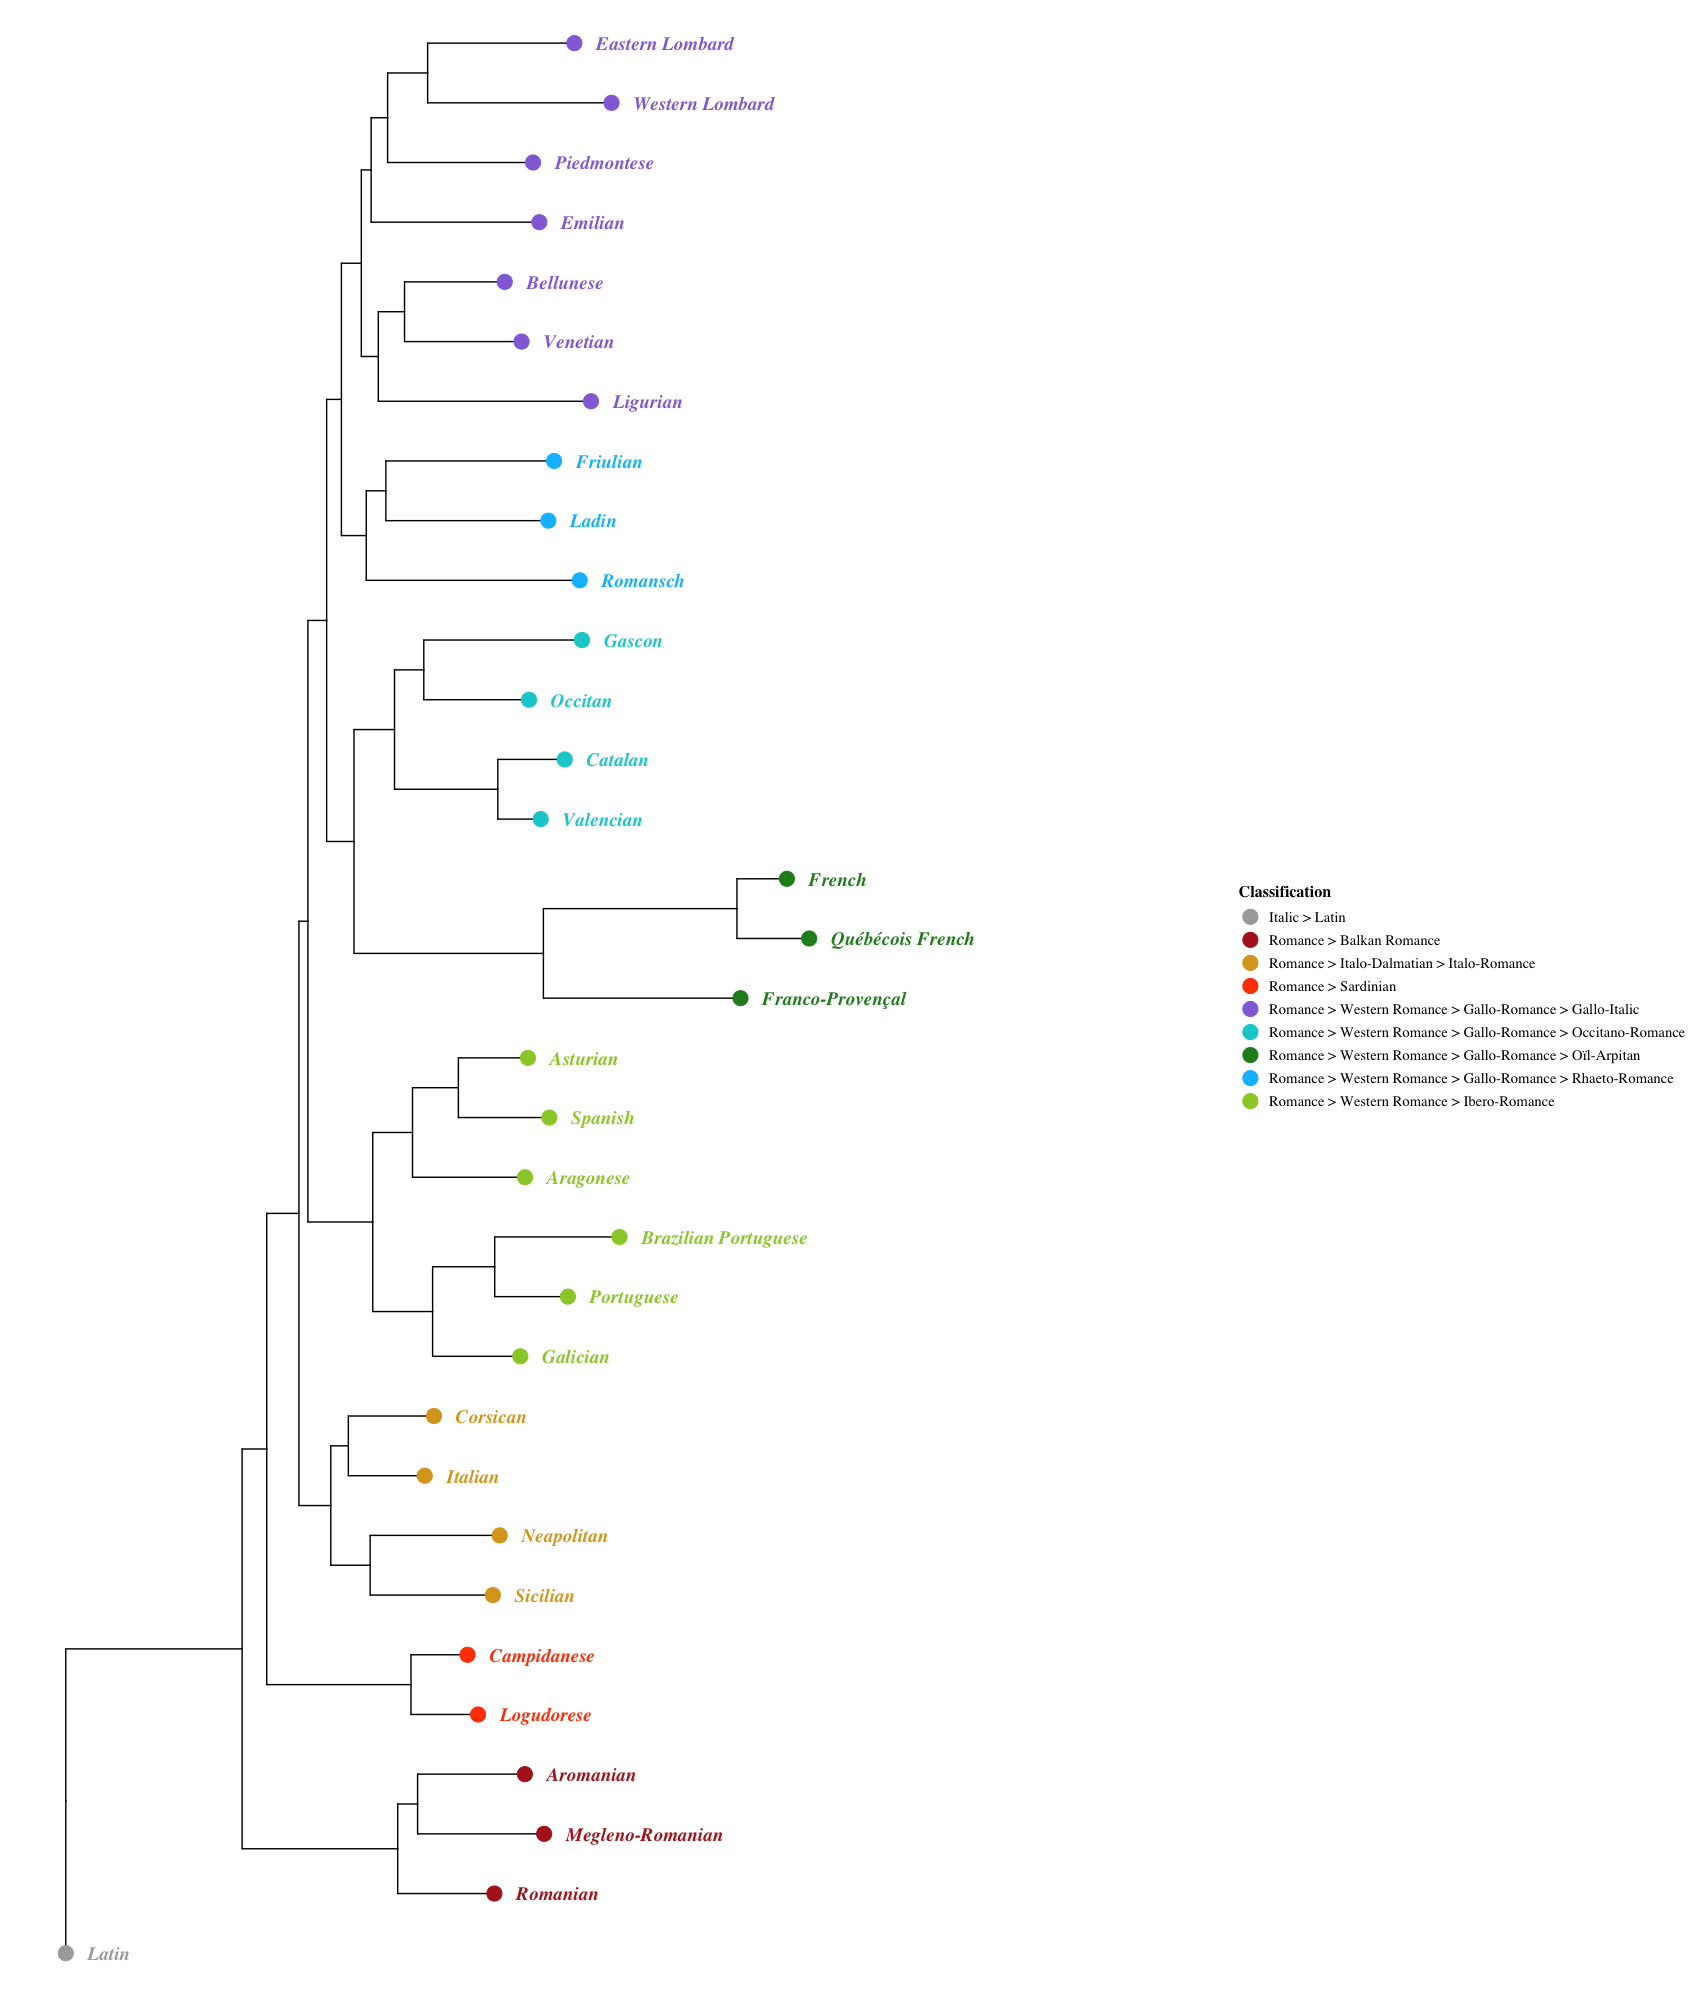 Eastern Lombard
Western Lombard
Piedmontese
Emilian
Bellunese
Venetian
Ligurian
Friulian
Ladin
Romansch
Gascon
Occitan
Catalan
Valencian
French
Québécois French
Franco-Provençal
Asturian
Spanish
Aragonese
Brazilian Portuguese
Portuguese
Galician
Corsican
Italian
Neapolitan
Sicilian
Campidanese
Logudorese
Aromanian
Megleno-Romanian
Romanian
Latin
Classification
Italic > Latin
Romance > Balkan Romance
Romance > Italo-Dalmatian > Italo-Romance
Romance > Sardinian
Romance > Western Romance > Gallo-Romance > Gallo-Italic
Romance > Western Romance > Gallo-Romance > Occitano-Romance
Romance > Western Romance > Gallo-Romance > Oïl-Arpitan
Romance > Western Romance > Gallo-Romance > Rhaeto-Romance
Romance > Western Romance > Ibero-Romance